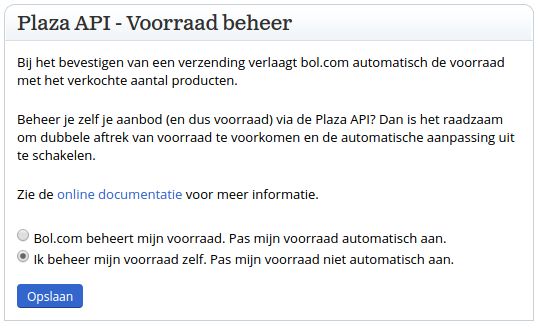 Plaza API - Voorraad beheer
Bij het bevestigen van een verzending verlaagt bol.com automatisch de voorraad
met het verkochte aantal producten.
Beheer je zelf je aanbod (en dus voorraad) via de Plaza API? Dan is het raadzaam
om dubbele aftrek van voorraad te voorkomen en de automatische aanpassing uit
te schakelen.
Zie de online documentatie voor meer informatie.
Bol.com beheert mijn voorraad. Pas mijn voorraad automatisch aan.
Ik beheer mijn voorraad zelf. Pas mijn voorraad niet automatisch aan.
Opslaan